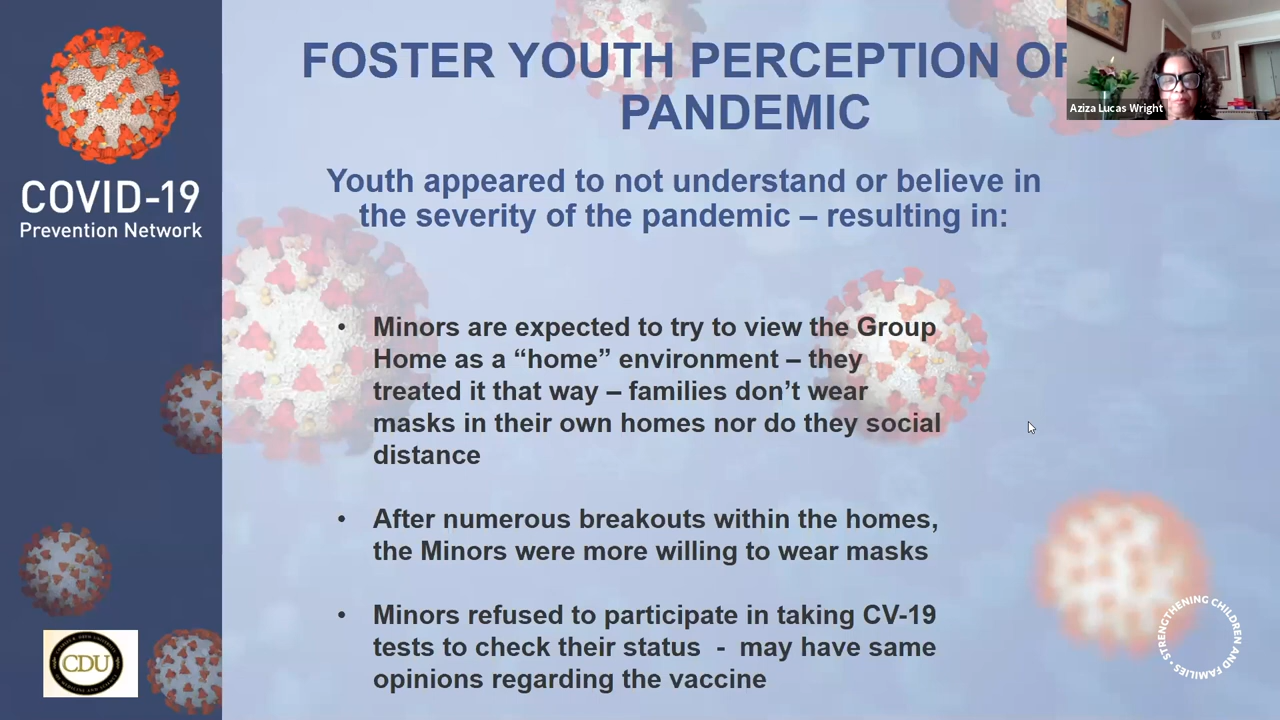 FOSTER YOUTH PERCEPTION OF
PANDEMIC
Aziza Lucas Wright
COVID-19
Prevention Network
Youth appeared to not understand or believe in
the severity of the pandemic – resulting in:
• Minors are expected to try to view the Group
Home as a “home” environment – they
treated it that way – families don’t wear
masks in their own homes nor do they social
distance
• After numerous breakouts within the homes,
the Minors were more willing to wear masks
• Minors refused to participate in taking CV-19
tests to check their status - may have same
opinions regarding the vaccine
CDU
STRENGTHENING CHILDREN AND FAMILIES •